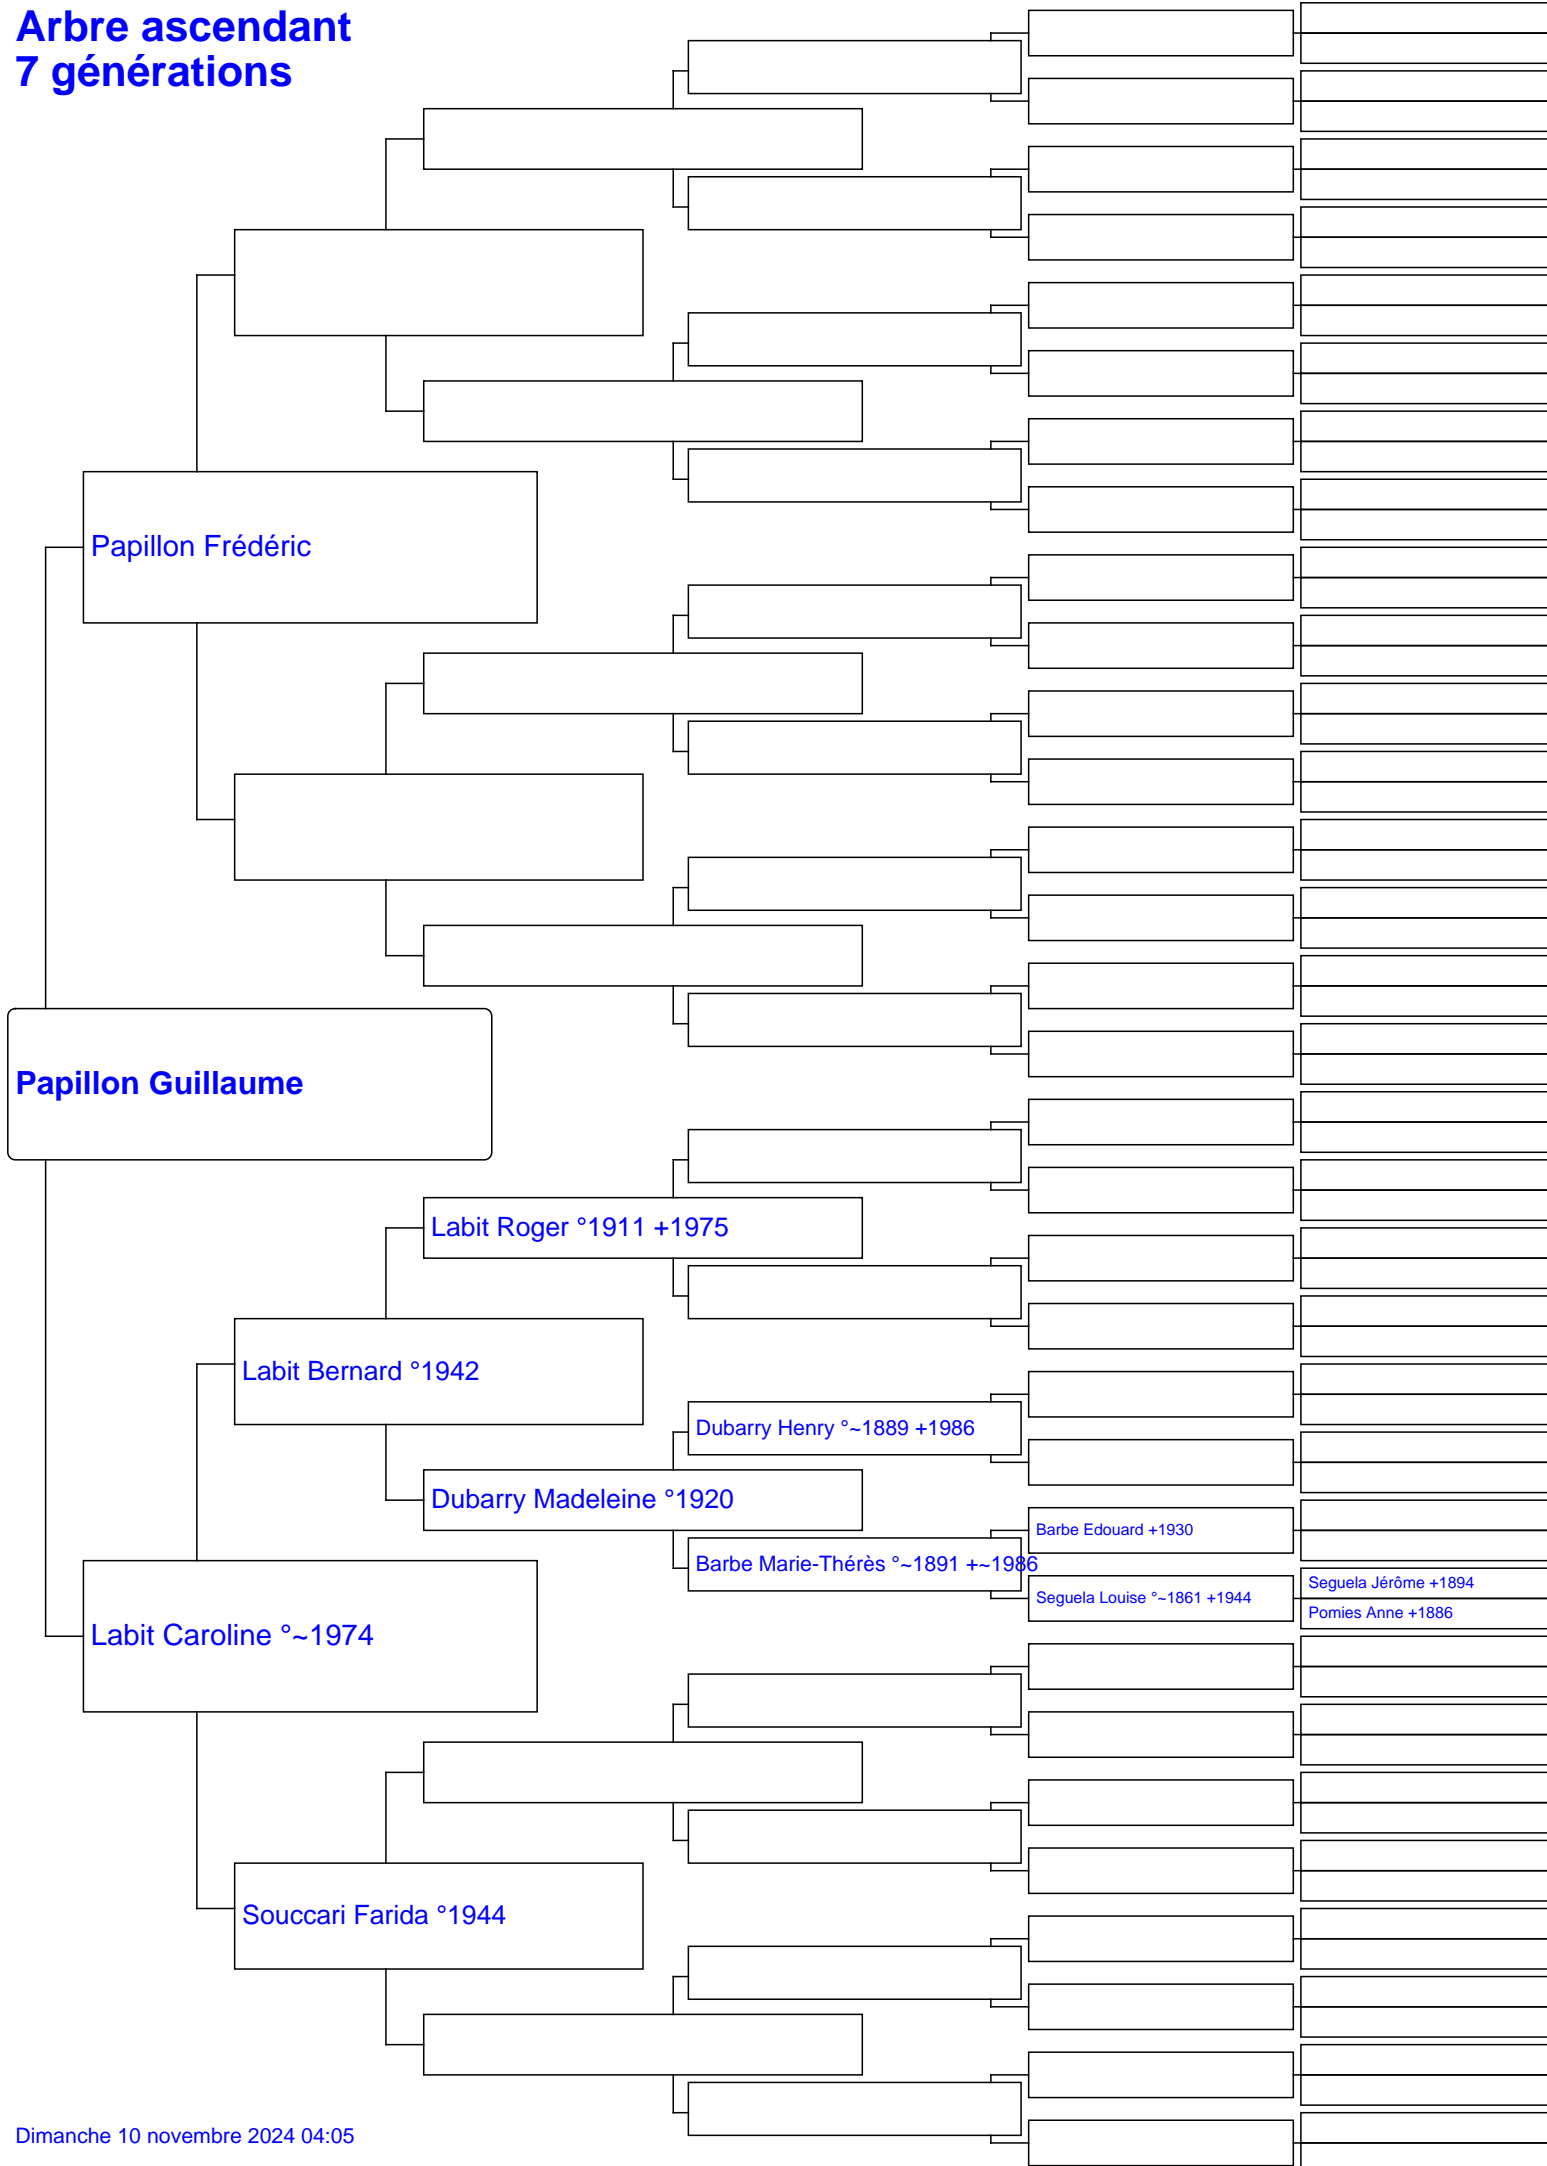 Arbre ascendant
7 générations
Papillon Frédéric
Papillon Guillaume
Labit Roger °1911 +1975
Labit Bernard °1942
Dubarry Henry °~1889 +1986
Dubarry Madeleine °1920
Barbe Edouard +1930
Barbe Marie-Thérès °~1891 +~1986
Seguela Jérôme +1894
Seguela Louise °~1861 +1944
Pomies Anne +1886
Labit Caroline °~1974
Souccari Farida °1944
Dimanche 10 novembre 2024 04:05